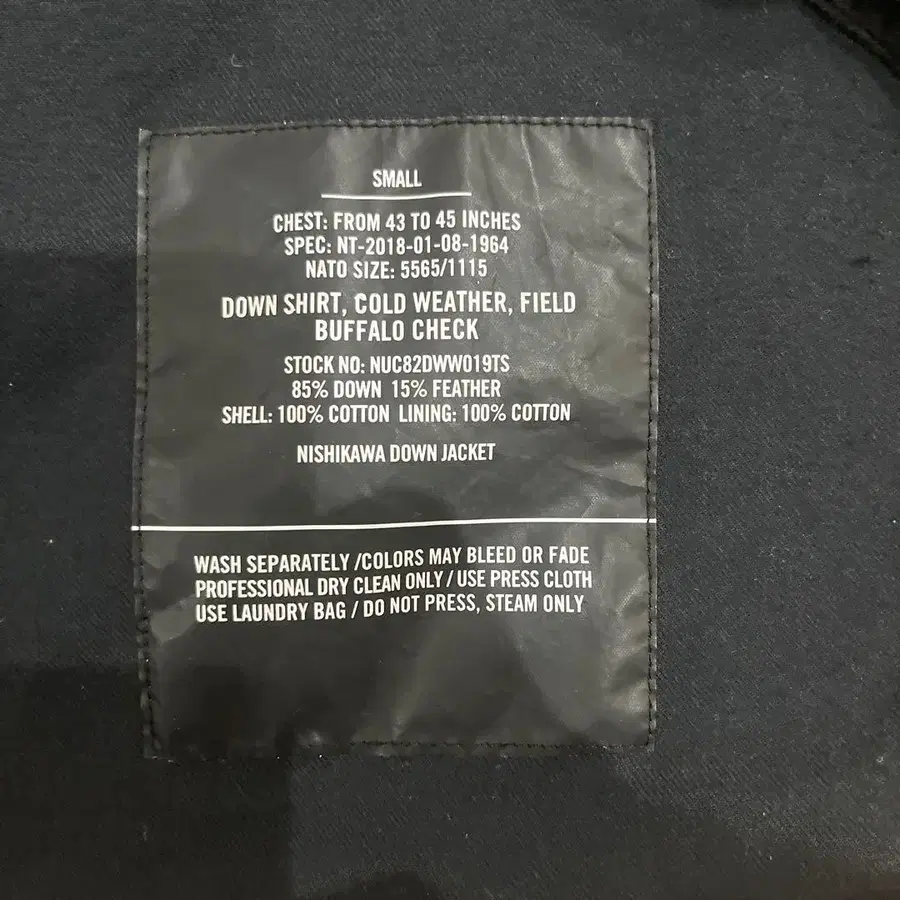 SMALL
CHEST: FROM 43 TO 45 INCHES
SPEC: NT-2018-01-08-1964
NATO SIZE: 5565/1115
DOWN SHIRT, COLD WEATHER, FIELD
BUFFALO CHECK
STOCK NO: NUC82DWW019TS
85% DOWN 15% FEATHER
SHELL: 100% COTTON LINING: 100% COTTON
NISHIKAWA DOWN JACKET
WASH SEPARATELY /COLORS MAY BLEED OR FADE
PROFESSIONAL DRY CLEAN ONLY / USE PRESS CLOTH
USE LAUNDRY BAG / DO NOT PRESS, STEAM ONLY